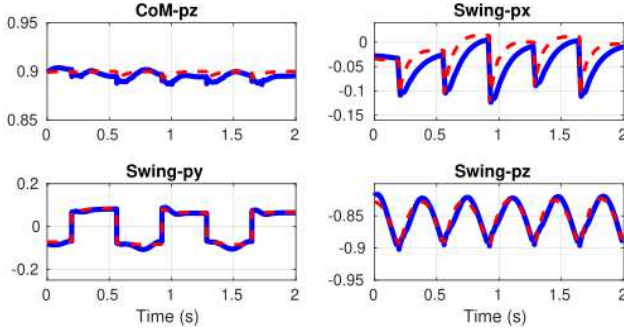 CoM-pz
0.95
0.9
0.85
0 0.5 1 1.5 2
Swing-px
0
-0.05
-0.1
-0.15
0 0.5 1 1.5 2
Swing-py
0.2
0
-0.2
0 0.5 1 1.5 2
Time (s)
Swing-pz
-0.85
-0.9
-0.95
0 0.5 1 1.5 2
Time (s)